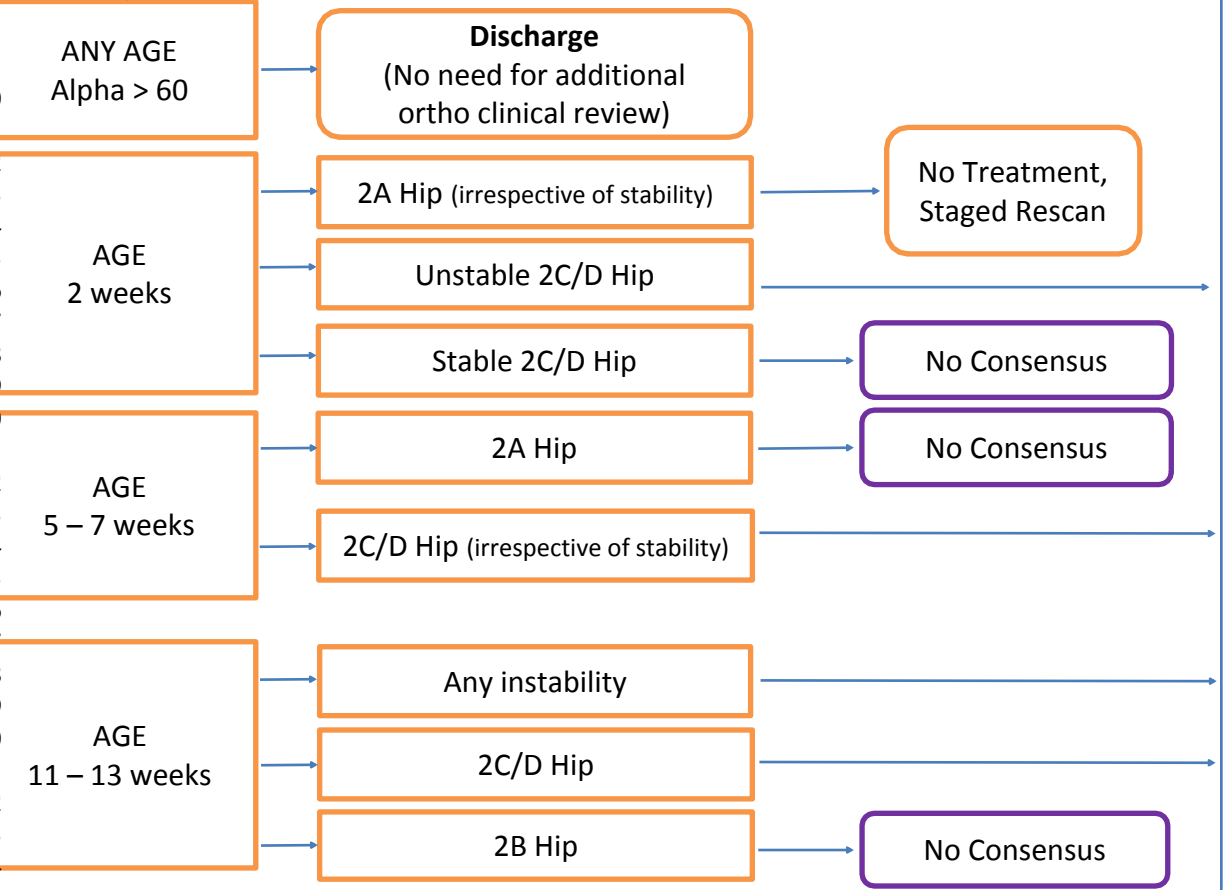 ANY AGE
Alpha > 60
Discharge
(No need for additional
ortho clinical review)
AGE
2 weeks
2A Hip (irrespective of stability)
No Treatment,
Staged Rescan
Unstable 2C/D Hip
Stable 2C/D Hip
No Consensus
AGE
5 – 7 weeks
2A Hip
No Consensus
2C/D Hip (irrespective of stability)
AGE
11 – 13 weeks
Any instability
2C/D Hip
2B Hip
No Consensus